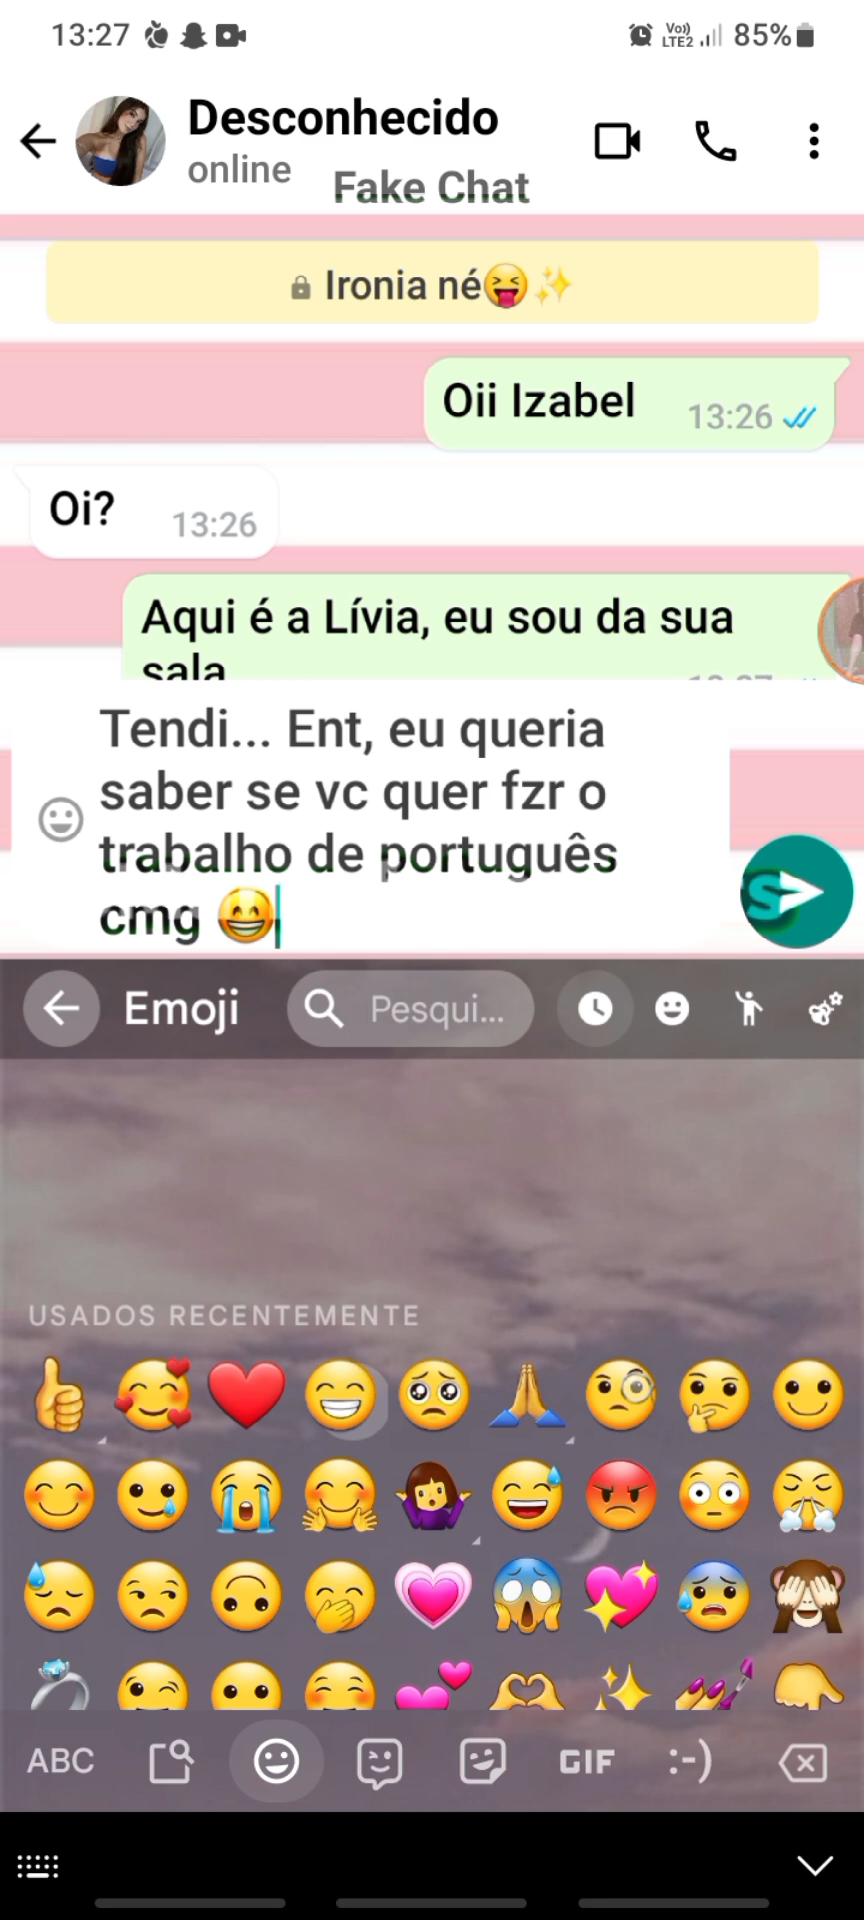 13:27
Vo))
LTE2
85%
Desconhecido
online
Fake Chat
Ironia né😝✨
Oii Izabel
13:26
Oi?
13:26
Aqui é a Lívia, eu sou da sua
sala
Tendi... Ent, eu queria
saber se vc quer fzr o
trabalho de português
cmg 😁
Emoji
Pesqui...
USADOS RECENTEMENTE
ABC
GIF
:-)